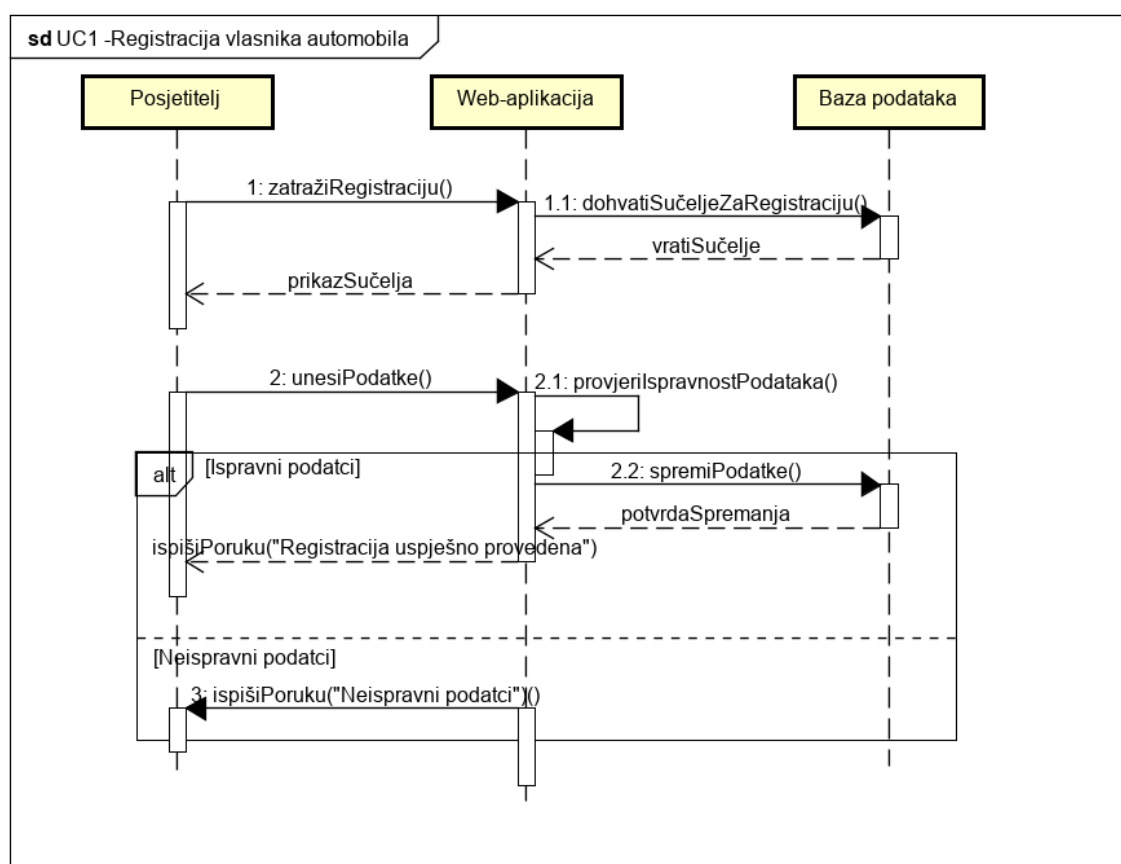 sd UC1 -Registracija vlasnika automobila
Posjetitelj
Web-aplikacija
Baza podataka
1: zatražiRegistraciju()
1.1: dohvatiSučeljeZaRegistraciju()
vratiSučelje
prikazSučelja
2: unesiPodatke()
2.1: provjeriIspravnostPodataka()
alt
[Ispravni podatci]
2.2: spremiPodatke()
potvrdaSpremanja
ispišiPoruku("Registracija uspješno provedena")
[Neispravni podatci]
3: ispišiPoruku("Neispravni podatci")()